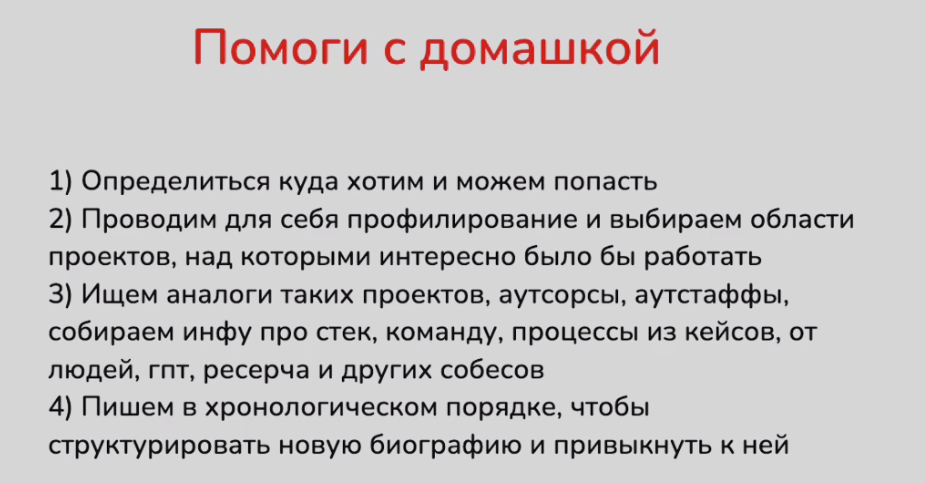 Помоги с домашкой
1) Определиться куда хотим и можем попасть
2) Проводим для себя профилирование и выбираем области
проектов, над которыми интересно было бы работать
3) Ищем аналоги таких проектов, аутсорсы, аутстаффы,
собираем инфу про стек, команду, процессы из кейсов, от
людей, гпт, ресерча и других собесов
4) Пишем в хронологическом порядке, чтобы
структурировать новую биографию и привыкнуть к ней